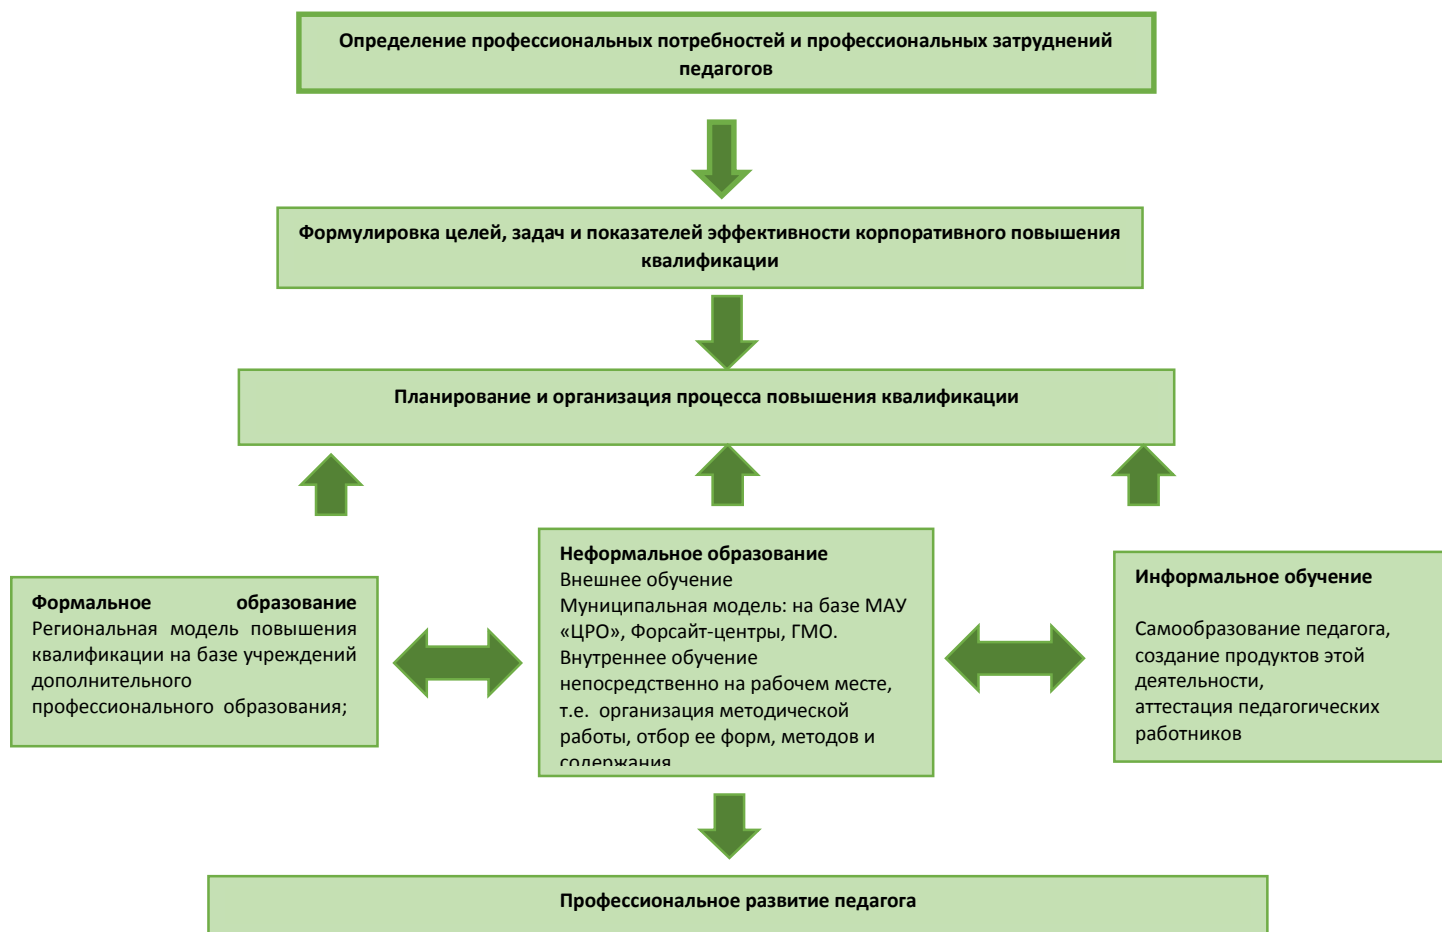 Определение профессиональных потребностей и профессиональных затруднений
педагогов
Формулировка целей, задач и показателей эффективности корпоративного повышения
квалификации
Планирование и организация процесса повышения квалификации
Формальное образование
Региональная модель повышения
квалификации на базе учреждений
дополнительного
профессионального образования;
Неформальное образование
Внешнее обучение
Муниципальная модель: на базе МАУ
«ЦРО», Форсайт-центры, ГМО.
Внутреннее обучение
непосредственно на рабочем месте,
т.е. организация методической
работы, отбор ее форм, методов и
содержания
Информальное обучение
Самообразование педагога,
создание продуктов этой
деятельности,
аттестация педагогических
работников
Профессиональное развитие педагога